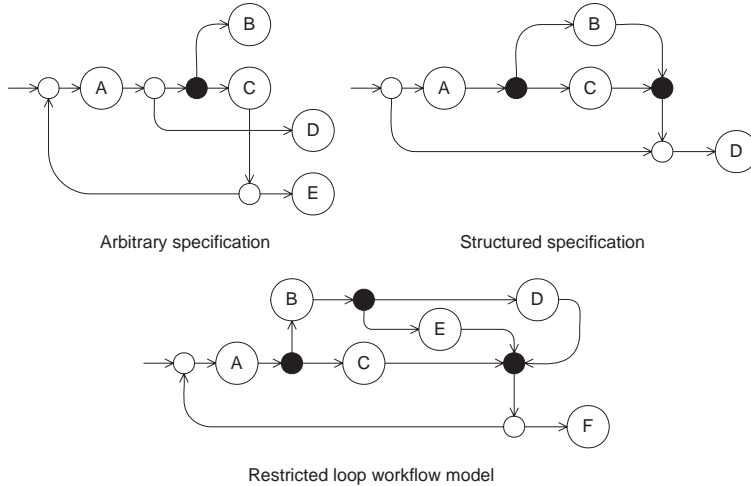 B
A
C
D
E
Arbitrary specification
B
A
C
D
Structured specification
B
D
E
A
C
F
Restricted loop workflow model